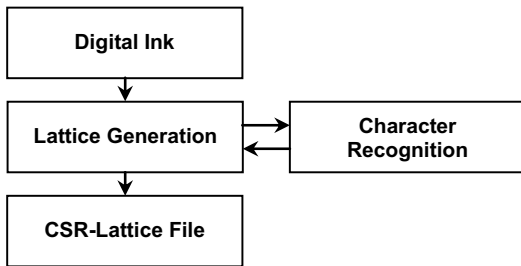 Digital Ink
Lattice Generation
Character
Recognition
CSR-Lattice File